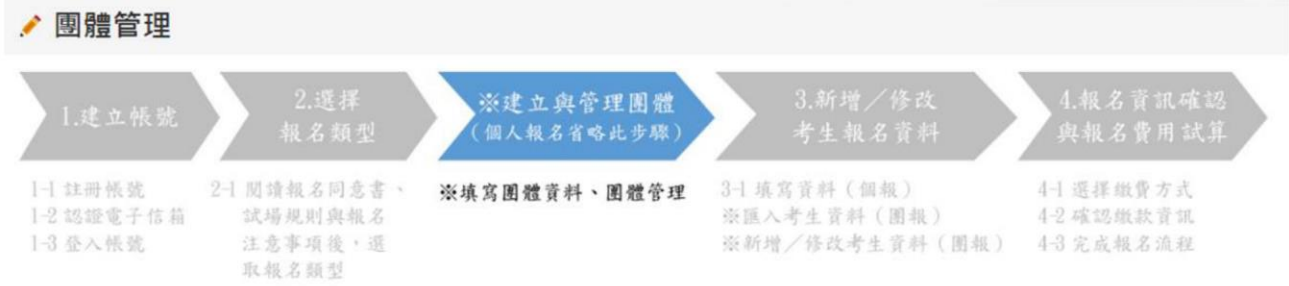 團體管理
1.建立帳號
2.選擇
報名類型
※建立與管理團體
(個人報名省略此步驟)
3.新增／修改
考生報名資料
4.報名資訊確認
與報名費用試算
1-1 註冊帳號
1-2 認證電子信箱
1-3 登入帳號
2-1 閱讀報名同意書、
試場規則與報名
注意事項後，選
取報名類型
※填寫團體資料、團體管理
3-1 填寫資料（個報）
※匯入考生資料（團報）
※新增／修改考生資料（團報）
4-1 選擇繳費方式
4-2 確認繳款資訊
4-3 完成報名流程